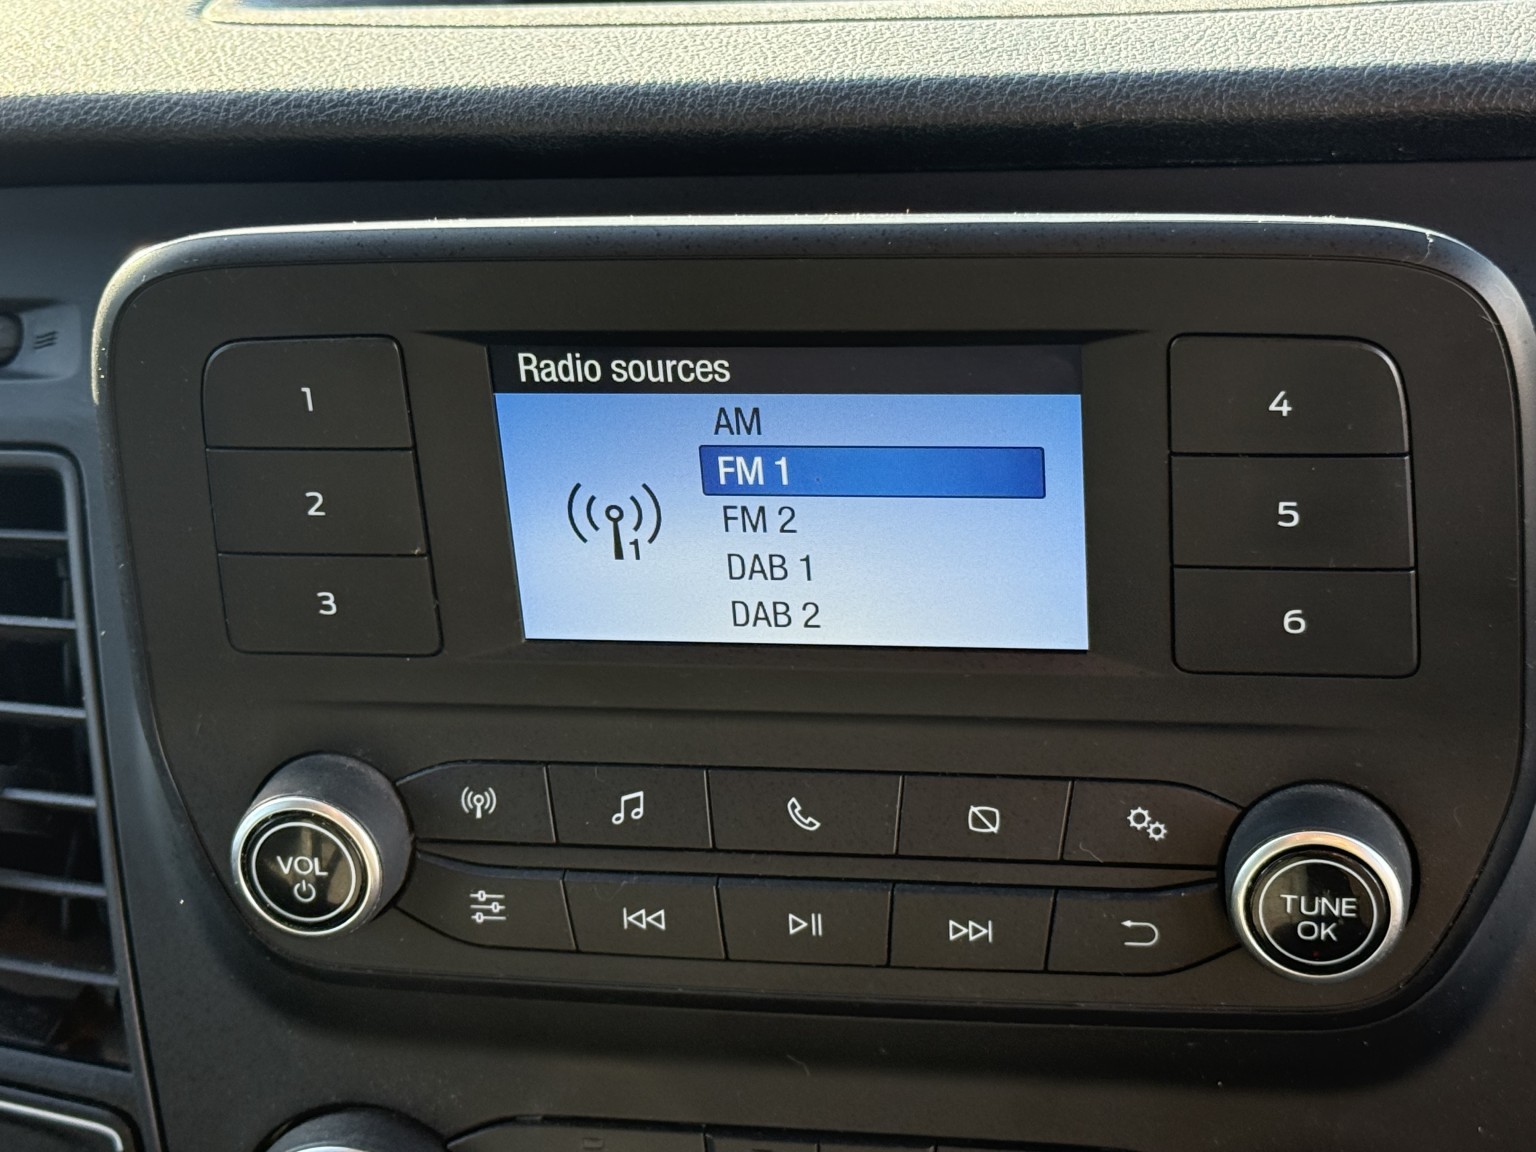 Radio sources
AM
FM 1
FM 2
DAB 1
DAB 2
1
1
2
3
4
5
6
VOL
TUNE
OK